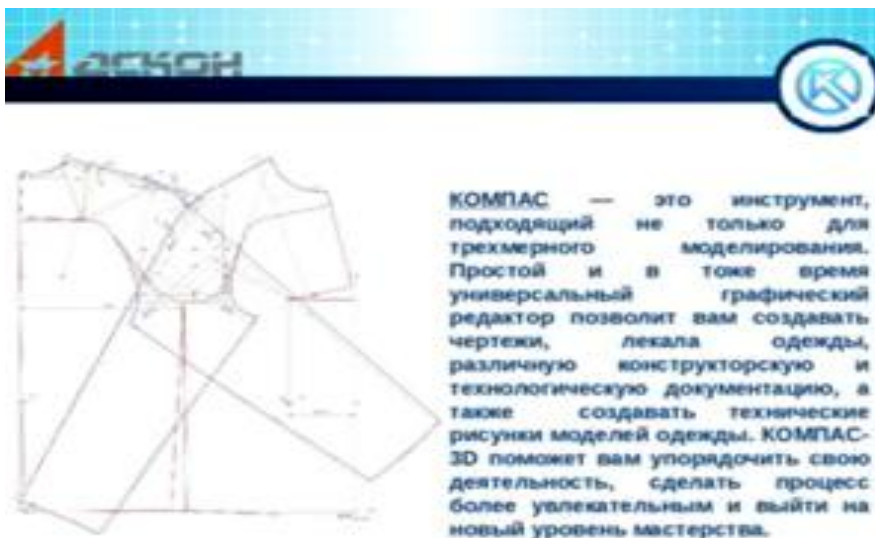 АСКОН
КОМПАС — это инструмент,
подходящий не только для
трехмерного моделирования.
Простой и в тоже время
универсальный графический
редактор позволит вам создавать
чертежи, лекала одежды,
различную конструкторскую и
технологическую документацию, а
также создавать технические
рисунки моделей одежды. КОМПАС-
3D поможет вам упорядочить свою
деятельность, сделать процесс
более увлекательным и выйти на
новый уровень мастерства.